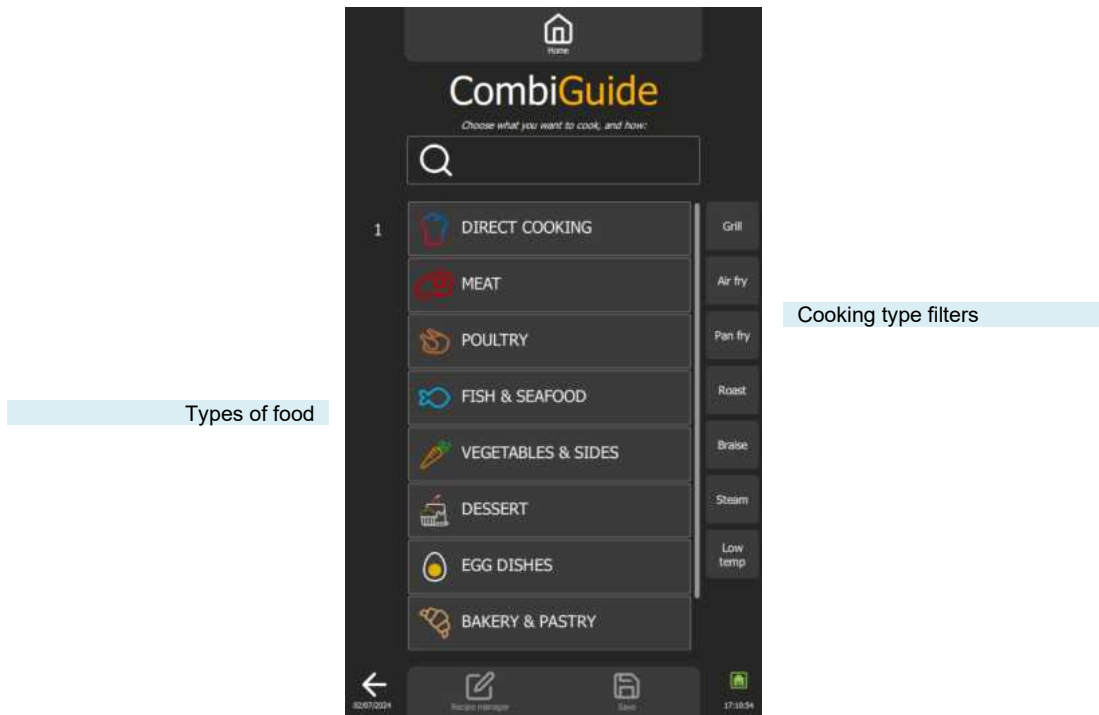 Home
CombiGuide
Choose what you want to cook, and how:
1
DIRECT COOKING
Grill
MEAT
Air fry
Cooking type filters
POULTRY
Pan fry
FISH & SEAFOOD
Roast
Types of food
VEGETABLES & SIDES
Braise
DESSERT
Steam
EGG DISHES
Low
temp
BAKERY & PASTRY
Recipe manager
Save
02/07/2024
17:10:54